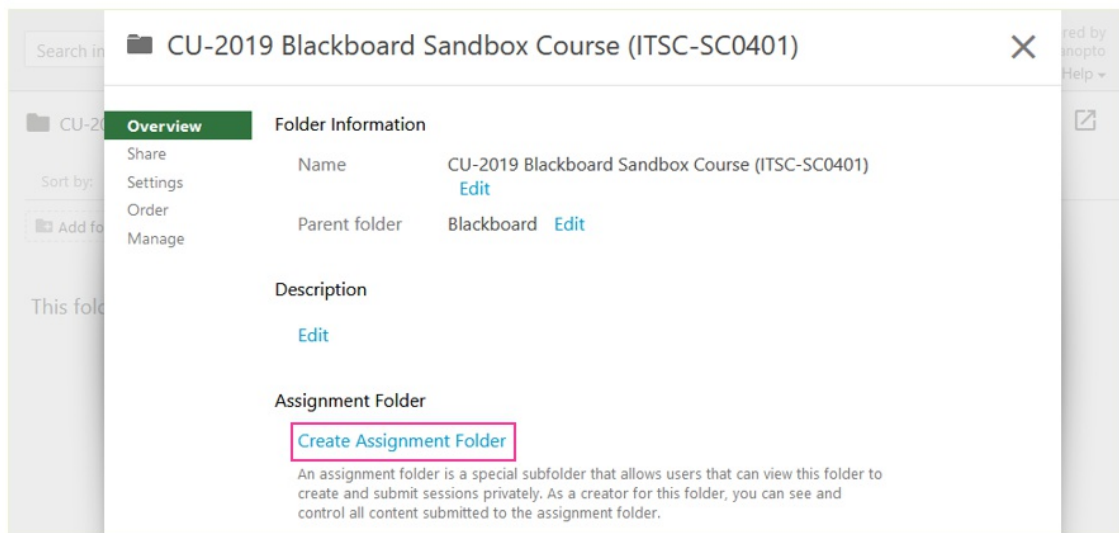 CU-2019 Blackboard Sandbox Course (ITSC-SC0401)
Search in
red by
anopto
Help
CU-20
Sort by:
Add fo
This fold
Overview
Share
Settings
Order
Manage
Folder Information
Name CU-2019 Blackboard Sandbox Course (ITSC-SC0401)
Edit
Parent folder Blackboard Edit
Description
Edit
Assignment Folder
Create Assignment Folder
An assignment folder is a special subfolder that allows users that can view this folder to
create and submit sessions privately. As a creator for this folder, you can see and
control all content submitted to the assignment folder.